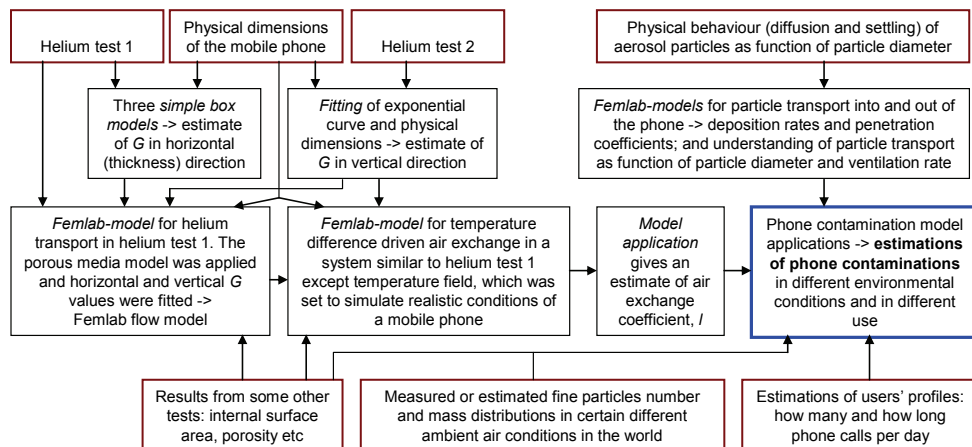 Helium test 1
Physical dimensions
of the mobile phone
Helium test 2
Physical behaviour (diffusion and settling) of
aerosol particles as function of particle diameter
Three simple box
models -> estimate
of G in horizontal
(thickness) direction
Fitting of exponential
curve and physical
dimensions -> estimate
of G in vertical direction
Femlab-models for particle transport into and out
of the phone -> deposition rates and penetration
coefficients; and understanding of particle transport
as function of particle diameter and ventilation rate
Femlab-model for helium
transport in helium test 1. The
porous media model was applied
and horizontal and vertical G
values were fitted ->
Femlab flow model
Femlab-model for temperature
difference driven air exchange in a
system similar to helium test 1
except temperature field, which was
set to simulate realistic conditions of
a mobile phone
Model
application
gives an
estimate of air
exchange
coefficient, I
Phone contamination model
applications -> estimations
of phone contaminations
in different environmental
conditions and in different
use
Results from some other
tests: internal surface
area, porosity etc
Measured or estimated fine particles number
and mass distributions in certain different
ambient air conditions in the world
Estimations of users' profiles:
how many and how long
phone calls per day